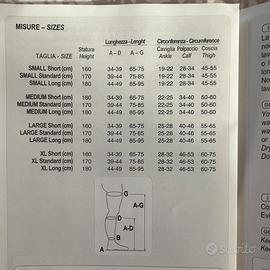 MISURE – SIZES
Lunghezza - Lenght Circonferenza - Circumference
Statura Caviglia Polpaccio Coscia
TAGLIA - SIZE Height A – D A – G Ankle Calf Thigh
SMALL Short (cm) 160 34-39 65-75 19-22 28-34 45-55
SMALL Standard (cm) 170 39-44 75-85 19-22 28-34 45-55
SMALL Long (cm) 180 44-49 85-95 19-22 28-34 45-55
MEDIUM Short (cm) 160 34-39 65-75 22-25 34-40 50-60
MEDIUM Standard (cm) 170 39-44 75-85 22-25 34-40 50-60
MEDIUM Long (cm) 180 44-49 85-95 22-25 34-40 50-60
LARGE Short (cm) 160 34-39 65-75 25-28 40-46 55-65
LARGE Standard (cm) 170 39-44 75-85 25-28 40-46 55-65
LARGE Long (cm) 180 44-49 85-95 25-28 40-46 55-65
XL Short (cm) 160 34-39 65-75 28-32 46-53 60-75
XL Standard (cm) 170 39-44 75-85 28-32 46-53 60-75
XL Long (cm) 180 44-49 85-95 28-32 46-53 60-75
G
A-G
D
A-D
B
A
subito.it